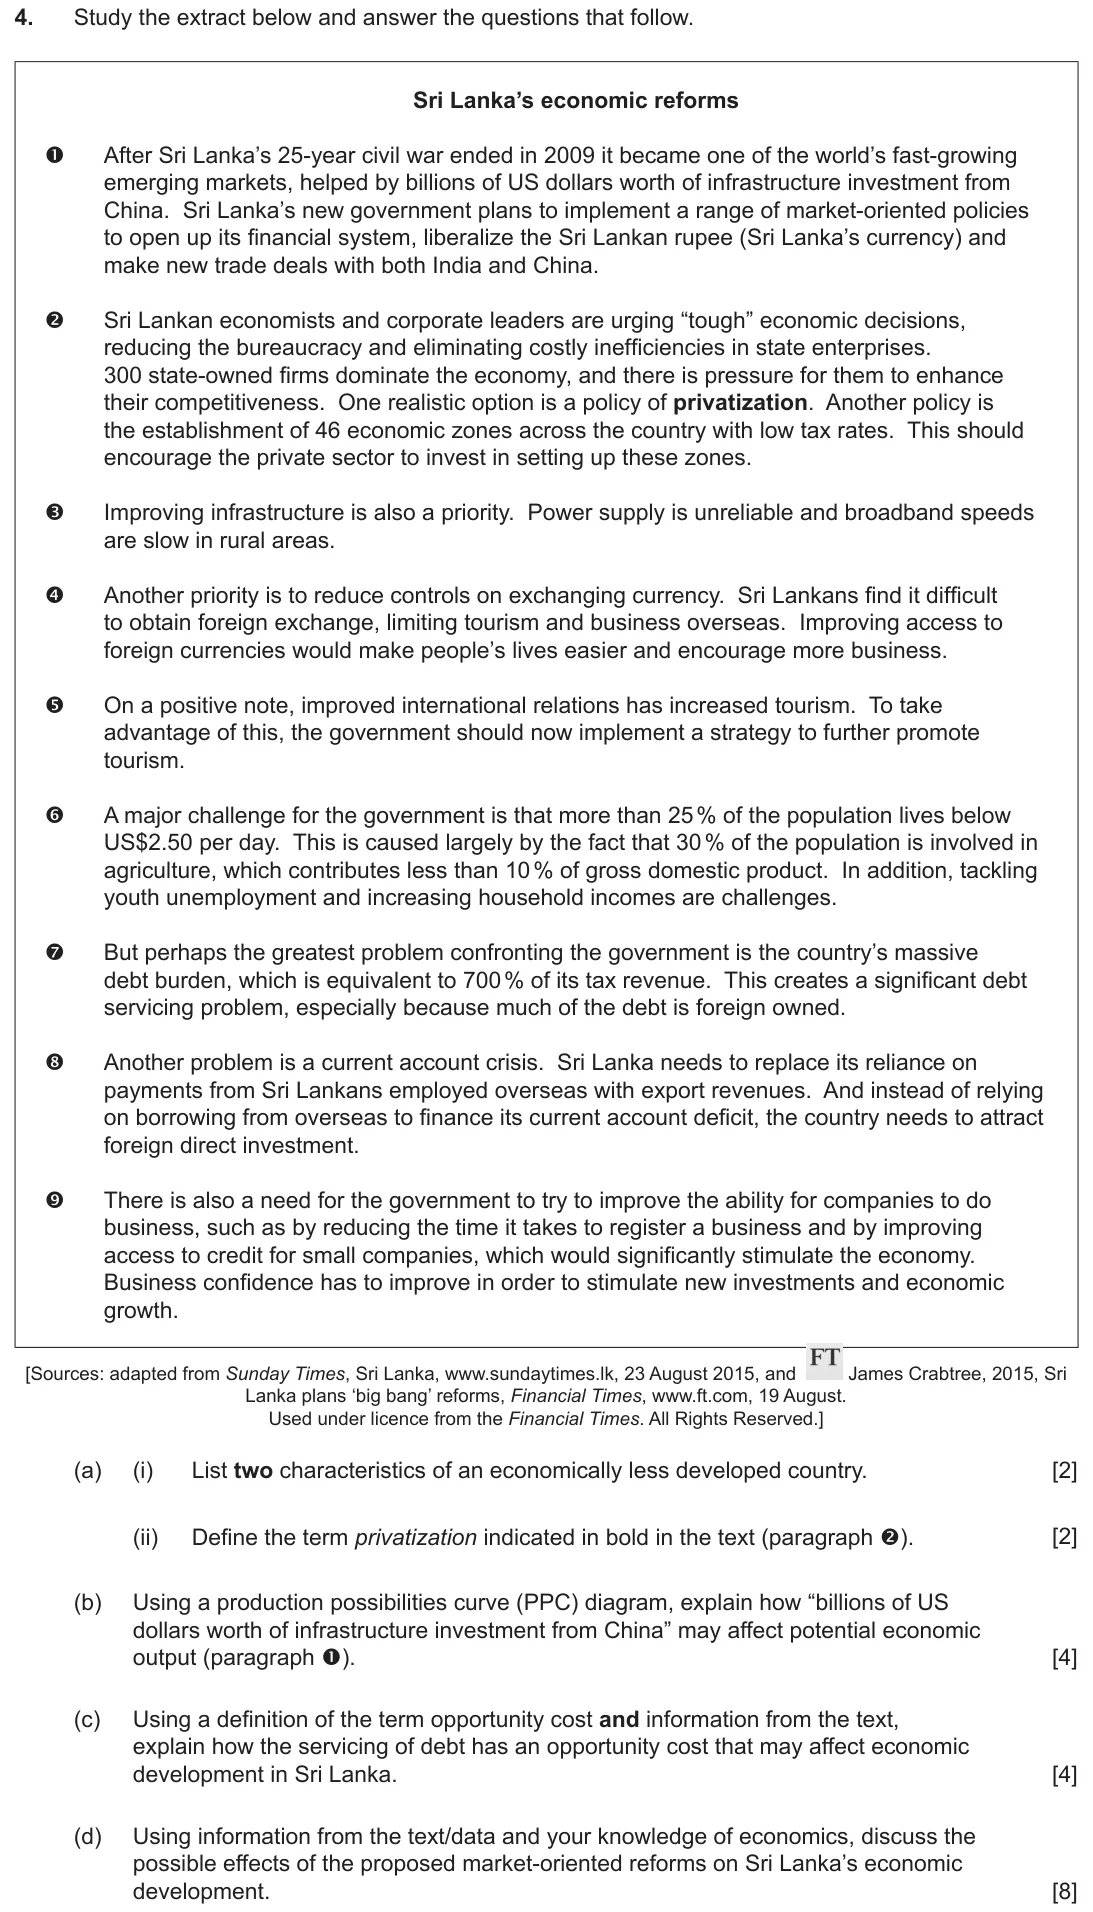 4. Study the extract below and answer the questions that follow.
Sri Lanka’s economic reforms
❶ After Sri Lanka’s 25-year civil war ended in 2009 it became one of the world’s fast-growing
emerging markets, helped by billions of US dollars worth of infrastructure investment from
China. Sri Lanka’s new government plans to implement a range of market-oriented policies
to open up its financial system, liberalize the Sri Lankan rupee (Sri Lanka’s currency) and
make new trade deals with both India and China.
❷ Sri Lankan economists and corporate leaders are urging “tough” economic decisions,
reducing the bureaucracy and eliminating costly inefficiencies in state enterprises.
300 state-owned firms dominate the economy, and there is pressure for them to enhance
their competitiveness. One realistic option is a policy of privatization. Another policy is
the establishment of 46 economic zones across the country with low tax rates. This should
encourage the private sector to invest in setting up these zones.
❸ Improving infrastructure is also a priority. Power supply is unreliable and broadband speeds
are slow in rural areas.
❹ Another priority is to reduce controls on exchanging currency. Sri Lankans find it difficult
to obtain foreign exchange, limiting tourism and business overseas. Improving access to
foreign currencies would make people’s lives easier and encourage more business.
❺ On a positive note, improved international relations has increased tourism. To take
advantage of this, the government should now implement a strategy to further promote
tourism.
❻ A major challenge for the government is that more than 25 % of the population lives below
US$2.50 per day. This is caused largely by the fact that 30 % of the population is involved in
agriculture, which contributes less than 10 % of gross domestic product. In addition, tackling
youth unemployment and increasing household incomes are challenges.
❼ But perhaps the greatest problem confronting the government is the country’s massive
debt burden, which is equivalent to 700 % of its tax revenue. This creates a significant debt
servicing problem, especially because much of the debt is foreign owned.
❽ Another problem is a current account crisis. Sri Lanka needs to replace its reliance on
payments from Sri Lankans employed overseas with export revenues. And instead of relying
on borrowing from overseas to finance its current account deficit, the country needs to attract
foreign direct investment.
❾ There is also a need for the government to try to improve the ability for companies to do
business, such as by reducing the time it takes to register a business and by improving
access to credit for small companies, which would significantly stimulate the economy.
Business confidence has to improve in order to stimulate new investments and economic
growth.
[Sources: adapted from Sunday Times, Sri Lanka, www.sundaytimes.lk, 23 August 2015, and FT James Crabtree, 2015, Sri
Lanka plans ‘big bang’ reforms, Financial Times, www.ft.com, 19 August.
Used under licence from the Financial Times. All Rights Reserved.]
(a) (i) List two characteristics of an economically less developed country. [2]
(ii) Define the term privatization indicated in bold in the text (paragraph ❷). [2]
(b) Using a production possibilities curve (PPC) diagram, explain how “billions of US
dollars worth of infrastructure investment from China” may affect potential economic
output (paragraph ❶). [4]
(c) Using a definition of the term opportunity cost and information from the text,
explain how the servicing of debt has an opportunity cost that may affect economic
development in Sri Lanka. [4]
(d) Using information from the text/data and your knowledge of economics, discuss the
possible effects of the proposed market-oriented reforms on Sri Lanka’s economic
development. [8]